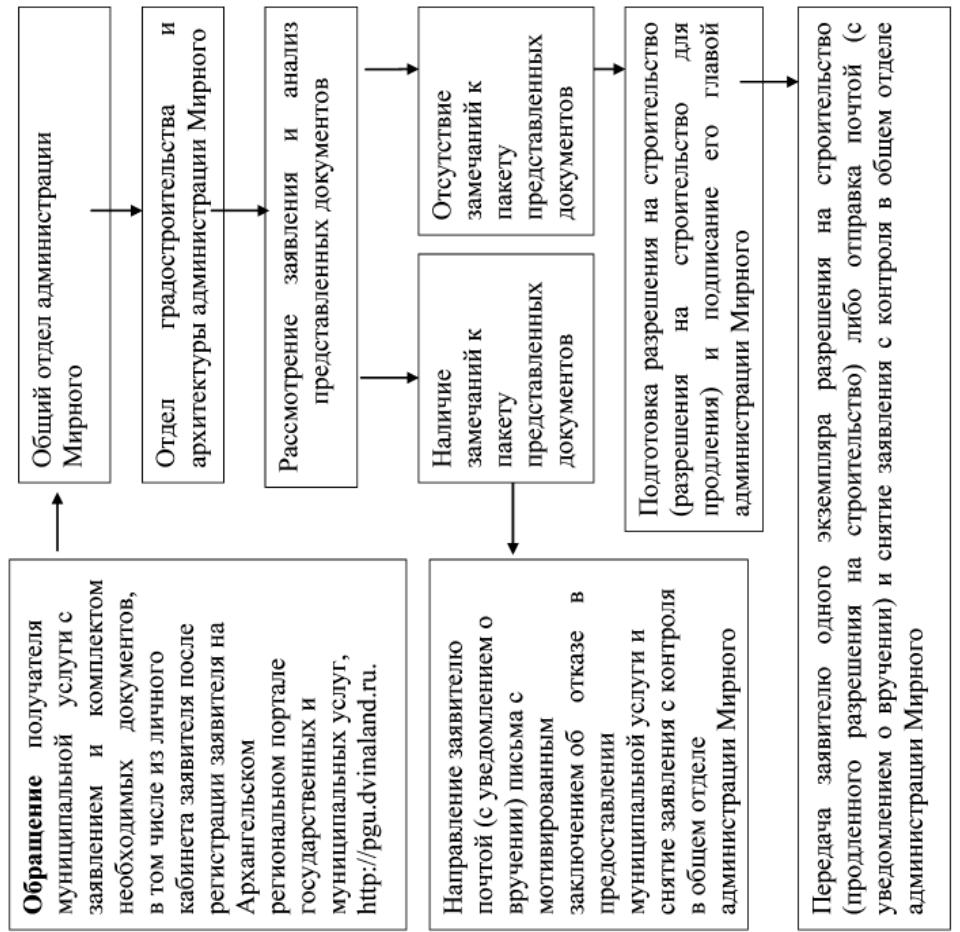 Обращение получателя
муниципальной услуги с
заявлением и комплектом
необходимых документов,
в том числе из личного
кабинета заявителя после
регистрации заявителя на
Архангельском
региональном портале
государственных и
муниципальных услуг,
http://pgu.dvinaland.ru.
Общий отдел администрации
Мирного
Отдел градостроительства и
архитектуры администрации Мирного
Рассмотрение заявления и анализ
представленных документов
Наличие
замечаний к
пакету
представленных
документов
Отсутствие
замечаний к
пакету
представленных
документов
Направление заявителю
почтой (с уведомлением о
вручении) письма с
мотивированным
заключением об отказе в
предоставлении
муниципальной услуги и
снятие заявления с контроля
в общем отделе
администрации Мирного
Подготовка разрешения на строительство
(разрешения на строительство для
продления) и подписание его главой
администрации Мирного
Передача заявителю одного экземпляра разрешения на строительство
(продленного разрешения на строительство) либо отправка почтой (с
уведомлением о вручении) и снятие заявления с контроля в общем отделе
администрации Мирного